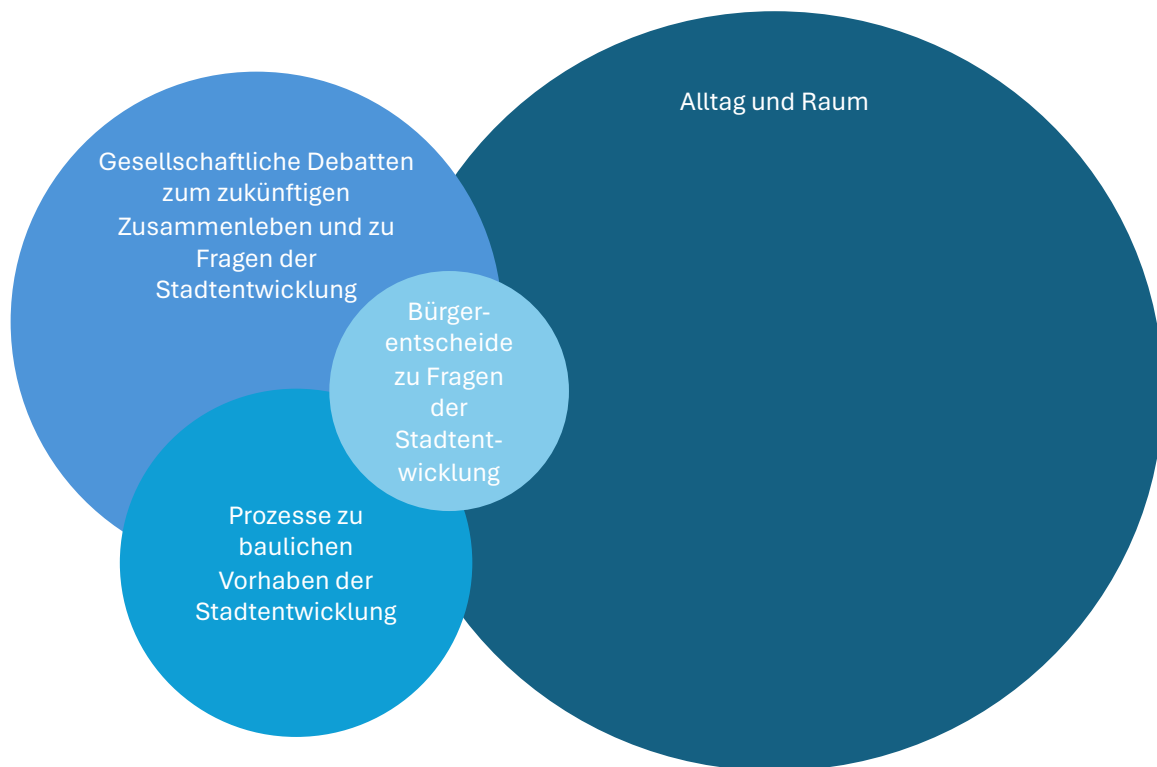 Alltag und Raum
Gesellschaftliche Debatten
zum zukünftigen
Zusammenleben und zu
Fragen der
Stadtentwicklung
Bürger-
entscheide
zu Fragen
der
Stadtent-
wicklung
Prozesse zu
baulichen
Vorhaben der
Stadtentwicklung